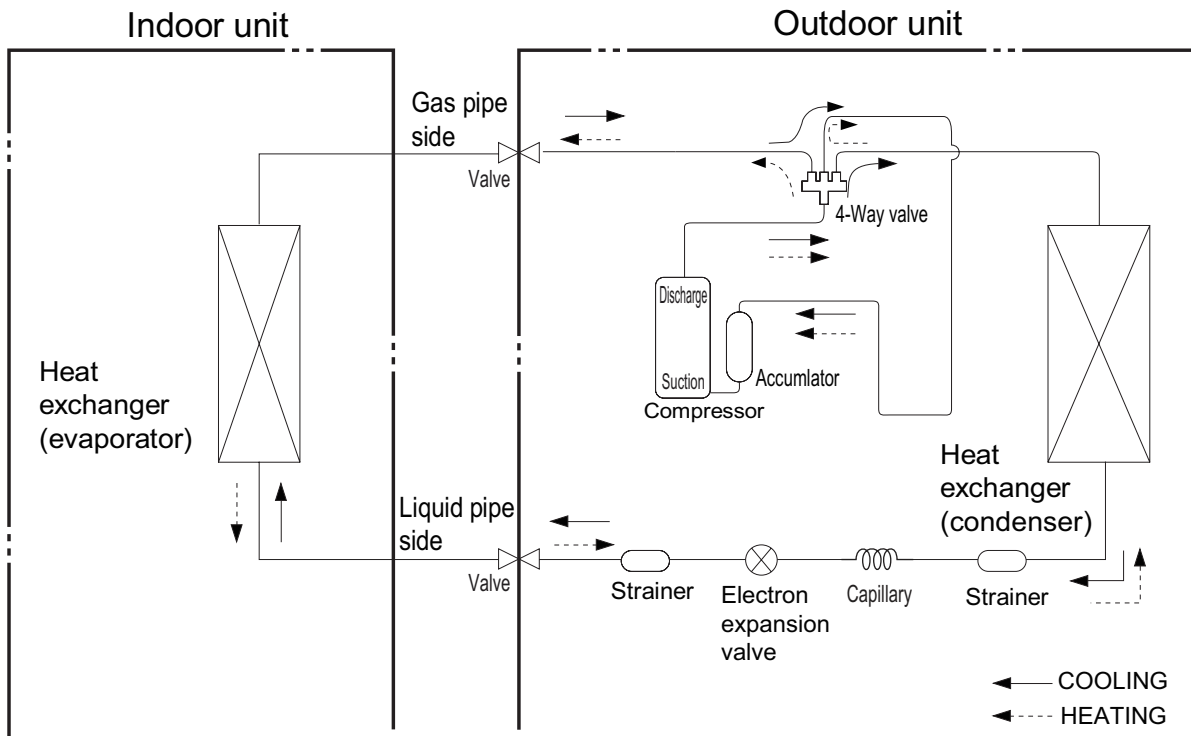 Indoor unit
Outdoor unit
Gas pipe
side
Valve
4-Way valve
Discharge
Suction
Compressor
Accumlator
Heat
exchanger
(evaporator)
Heat
exchanger
(condenser)
Liquid pipe
side
Valve
Strainer
Electron
expansion
valve
Capillary
Strainer
COOLING
HEATING